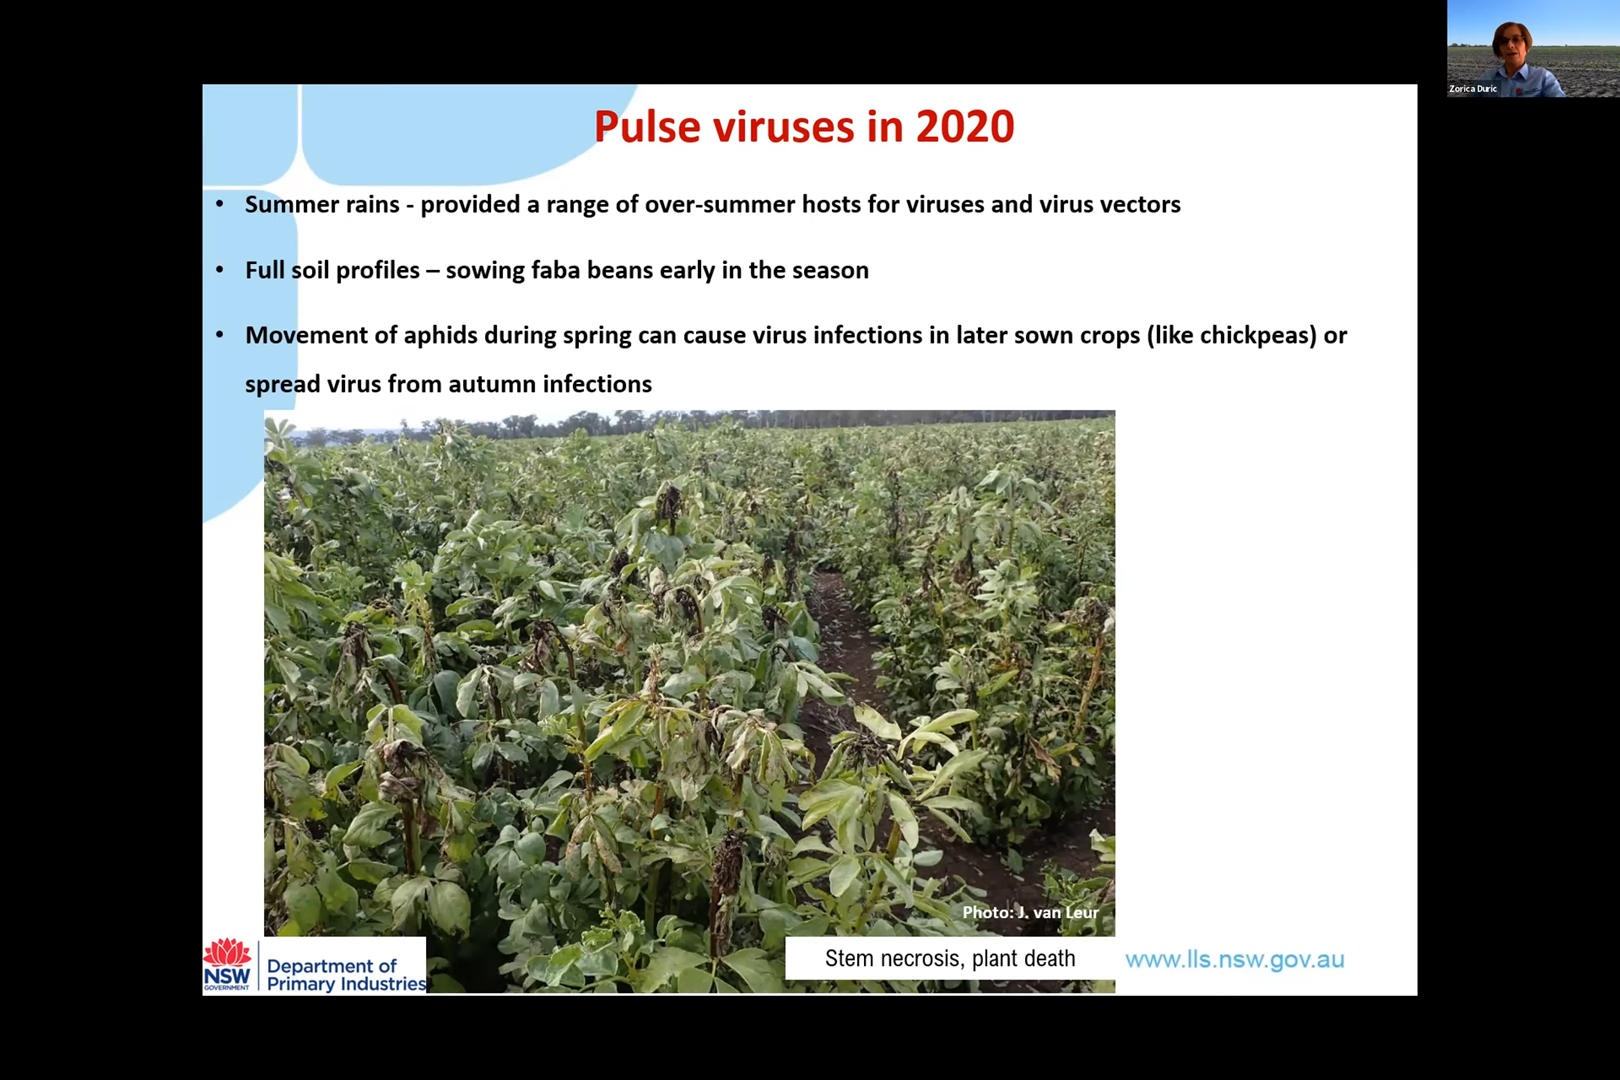 Zorica Duric
Pulse viruses in 2020
• Summer rains - provided a range of over-summer hosts for viruses and virus vectors
• Full soil profiles – sowing faba beans early in the season
• Movement of aphids during spring can cause virus infections in later sown crops (like chickpeas) or
spread virus from autumn infections
Photo: J. van Leur
Stem necrosis, plant death
www.lls.nsw.gov.au
NSW
GOVERNMENT
Department of
Primary Industries